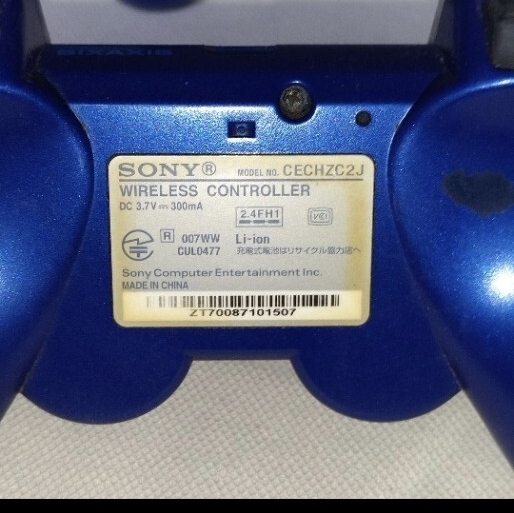 SIXAXIS
SONY® MODEL NO. CECHZC2J
WIRELESS CONTROLLER
DC 3.7V⎓300mA
2.4FH1 VCI
R 007WW Li-ion
CUL0477 充電式電池はリサイクル協力店へ
Sony Computer Entertainment Inc.
MADE IN CHINA
ZT70087101507